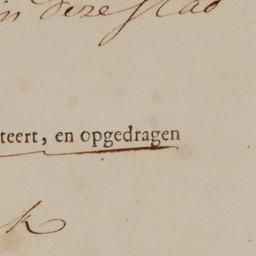 in deze stad
teert, en opgedragen
k